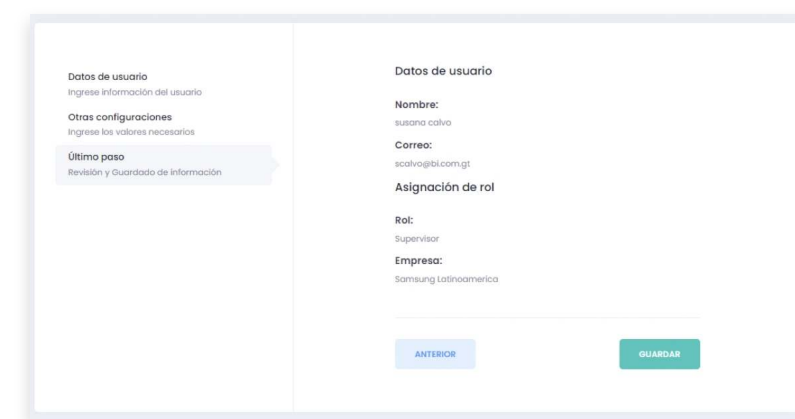 Datos de usuario
Ingrese información del usuario
Otras configuraciones
Ingrese los valores necesarios
Último paso
Revisión y Guardado de información
Datos de usuario
Nombre:
susana calvo
Correo:
scalvo@bi.com.gt
Asignación de rol
Rol:
Supervisor
Empresa:
Samsung Latinoamerica
ANTERIOR
GUARDAR